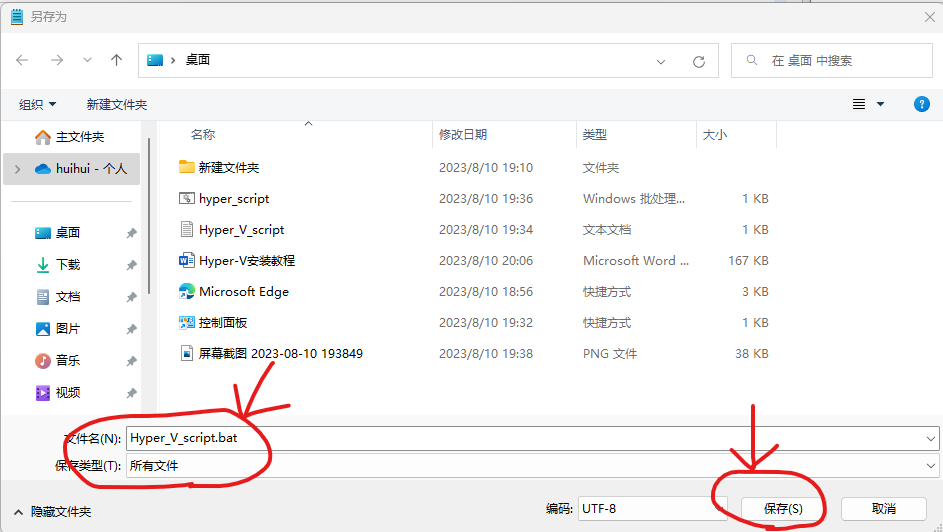 另存为
桌面
在 桌面 中搜索
组织 新建文件夹
主文件夹
huihui - 个人
桌面
下载
文档
图片
音乐
视频
名称 修改日期 类型 大小
新建文件夹 2023/8/10 19:10 文件夹
hyper_script 2023/8/10 19:36 Windows 批处理... 1 KB
Hyper_V_script 2023/8/10 19:34 文本文档 1 KB
Hyper-V安装教程 2023/8/10 20:06 Microsoft Word ... 167 KB
Microsoft Edge 2023/8/10 18:56 快捷方式 3 KB
控制面板 2023/8/10 19:32 快捷方式 1 KB
屏幕截图 2023-08-10 193849 2023/8/10 19:38 PNG 文件 38 KB
文件名(N): Hyper_V_script.bat
保存类型(T): 所有文件
隐藏文件夹 编码: UTF-8 保存(S) 取消